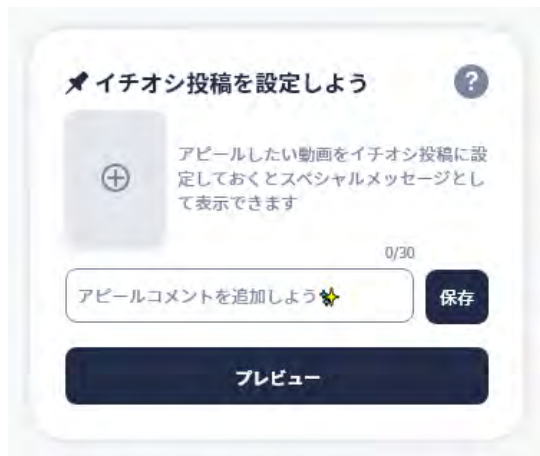 📌 イチオシ投稿を設定しよう
?
アピールしたい動画をイチオシ投稿に設
定しておくとスペシャルメッセージとし
て表示できます
0/30
アピールコメントを追加しよう✨
保存
プレビュー